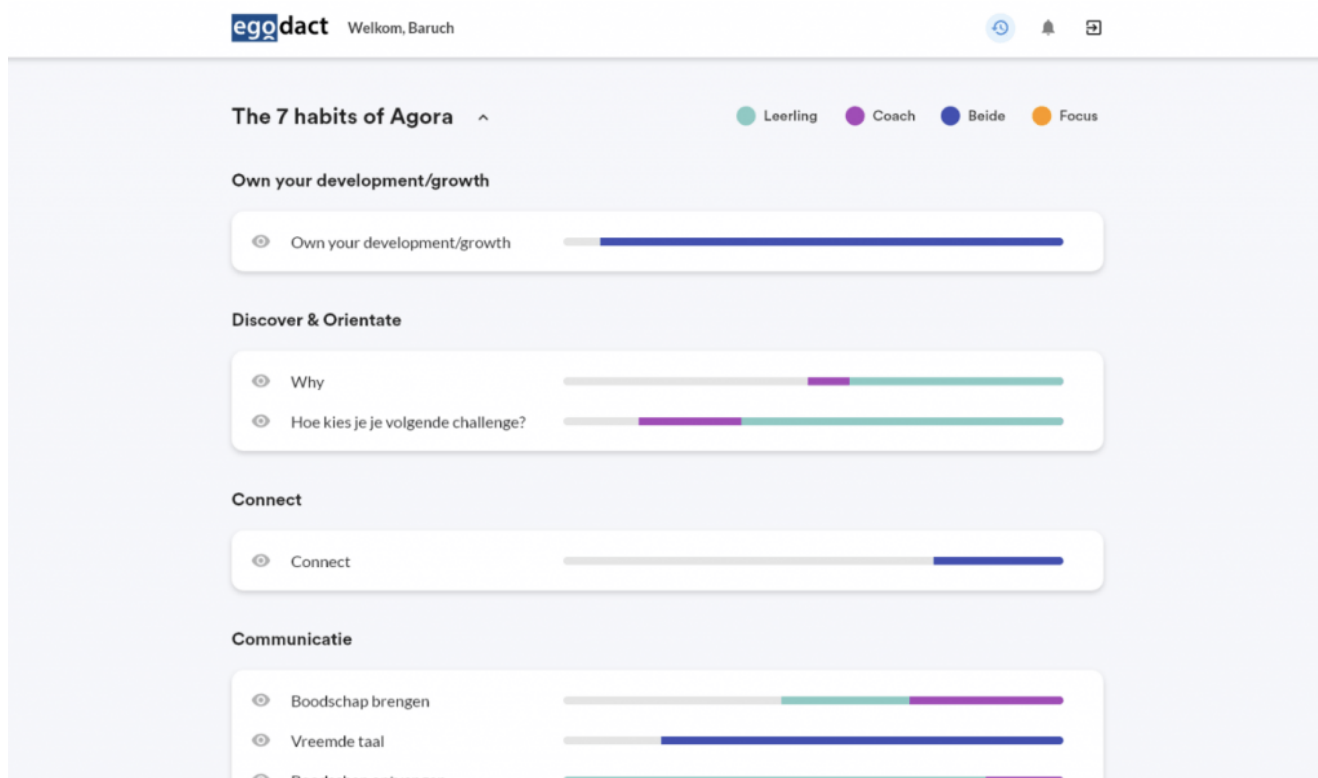 egodact Welkom, Baruch
The 7 habits of Agora
Leerling Coach Beide Focus
Own your development/growth
Own your development/growth
Discover & Orientate
Why
Hoe kies je je volgende challenge?
Connect
Connect
Communicatie
Boodschap brengen
Vreemde taal